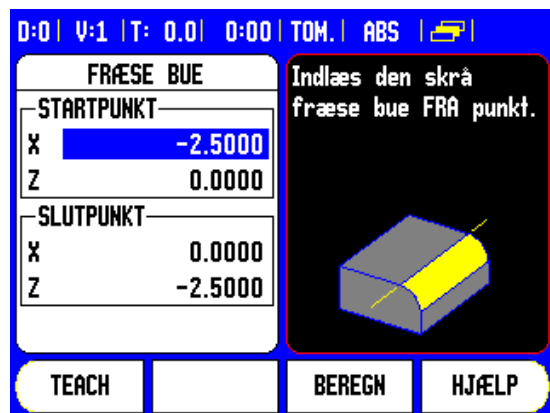 D:0 | V:1 | T: 0.0 | 0:00 | TOM. | ABS
FRÆSE BUE
STARTPUNKT
X -2.5000
Z 0.0000
SLUTPUNKT
X 0.0000
Z -2.5000
Indlæs den skrå
fræse bue FRA punkt.
TEACH
BEREGN
HJÆLP